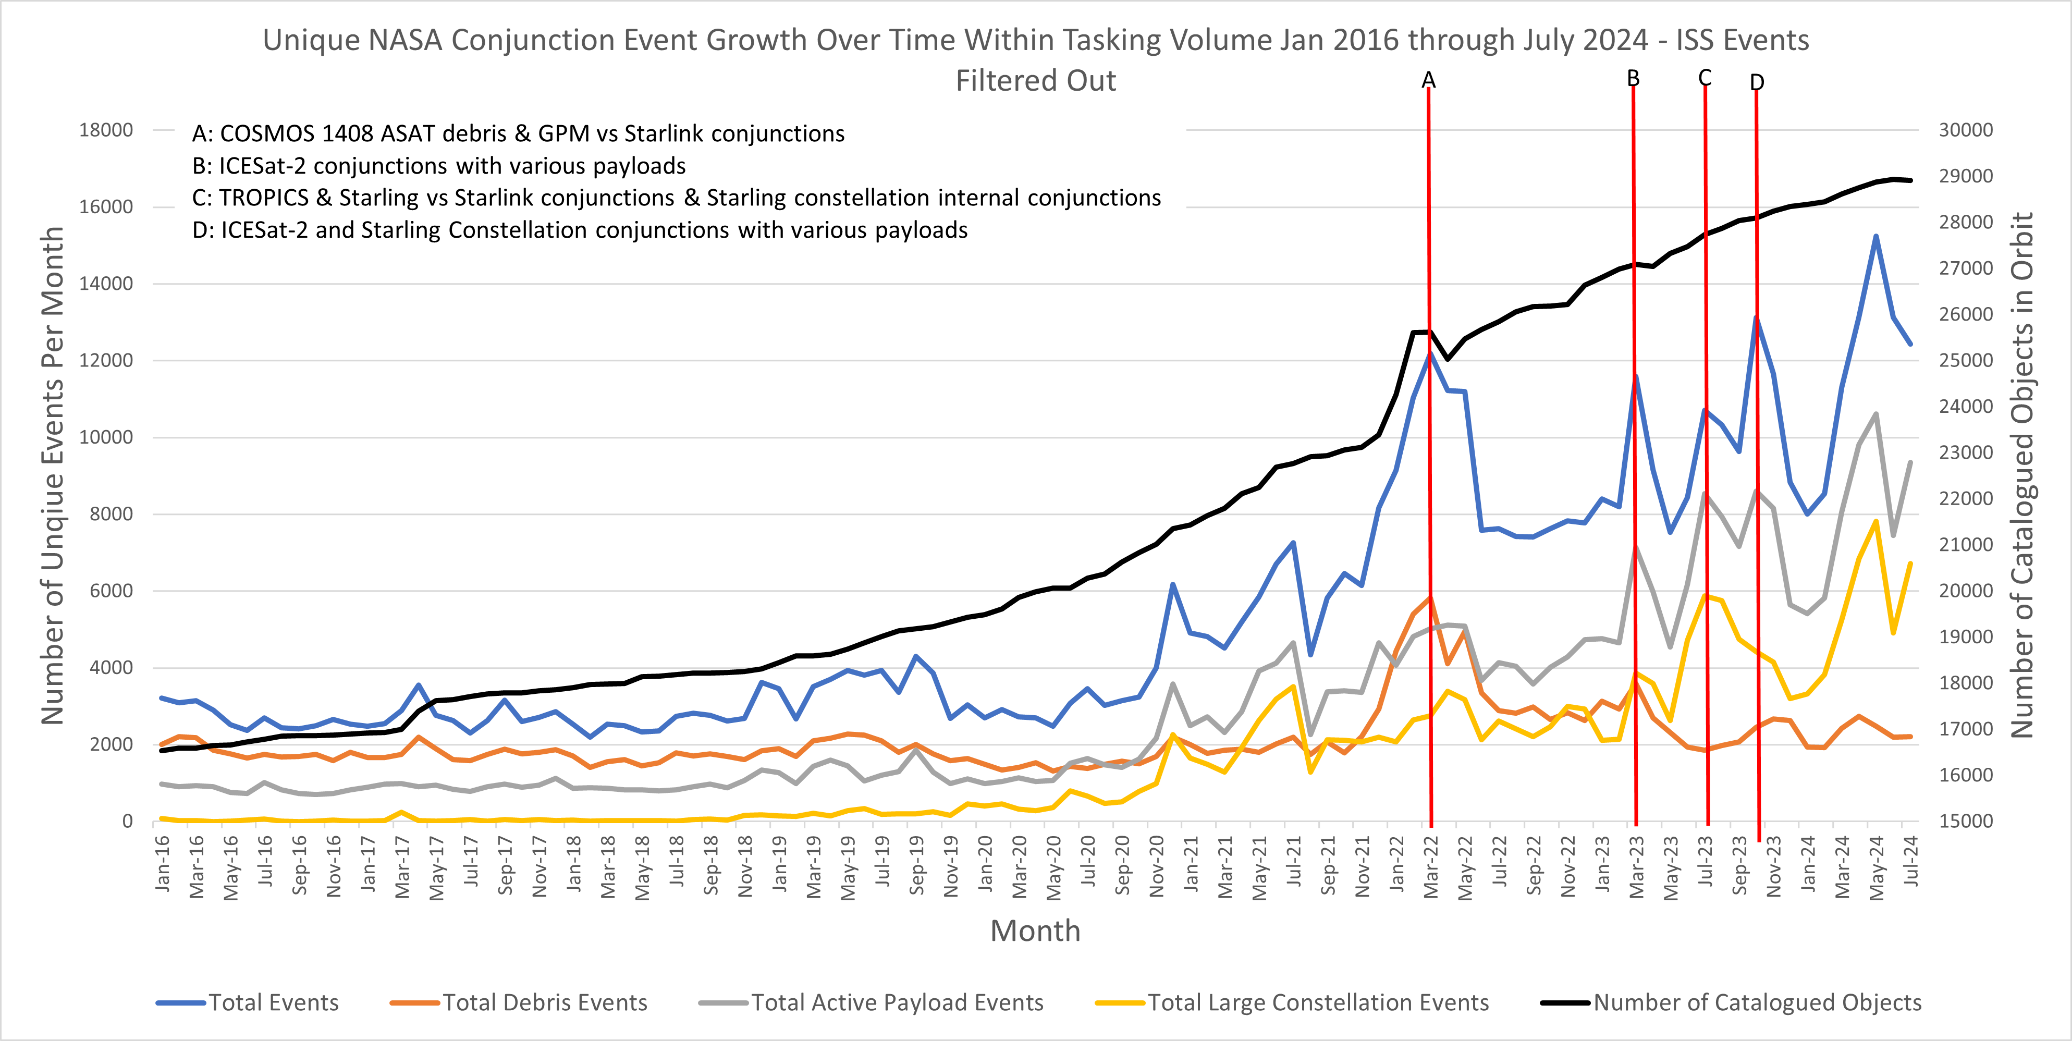 Unique NASA Conjunction Event Growth Over Time Within Tasking Volume Jan 2016 through July 2024 - ISS Events
Filtered Out
A
B
C
D
A: COSMOS 1408 ASAT debris & GPM vs Starlink conjunctions
B: ICESat-2 conjunctions with various payloads
C: TROPICS & Starling vs Starlink conjunctions & Starling constellation internal conjunctions
D: ICESat-2 and Starling Constellation conjunctions with various payloads
Number of Unqiue Events Per Month
18000
16000
14000
12000
10000
8000
6000
4000
2000
0
30000
29000
28000
27000
26000
25000
24000
23000
22000
21000
20000
19000
18000
17000
16000
15000
Number of Catalogued Objects in Orbit
Jan-16
Mar-16
May-16
Jul-16
Sep-16
Nov-16
Jan-17
Mar-17
May-17
Jul-17
Sep-17
Nov-17
Jan-18
Mar-18
May-18
Jul-18
Sep-18
Nov-18
Jan-19
Mar-19
May-19
Jul-19
Sep-19
Nov-19
Jan-20
Mar-20
May-20
Jul-20
Sep-20
Nov-20
Jan-21
Mar-21
May-21
Jul-21
Sep-21
Nov-21
Jan-22
Mar-22
May-22
Jul-22
Sep-22
Nov-22
Jan-23
Mar-23
May-23
Jul-23
Sep-23
Nov-23
Jan-24
Mar-24
May-24
Jul-24
Month
Total Events
Total Debris Events
Total Active Payload Events
Total Large Constellation Events
Number of Catalogued Objects